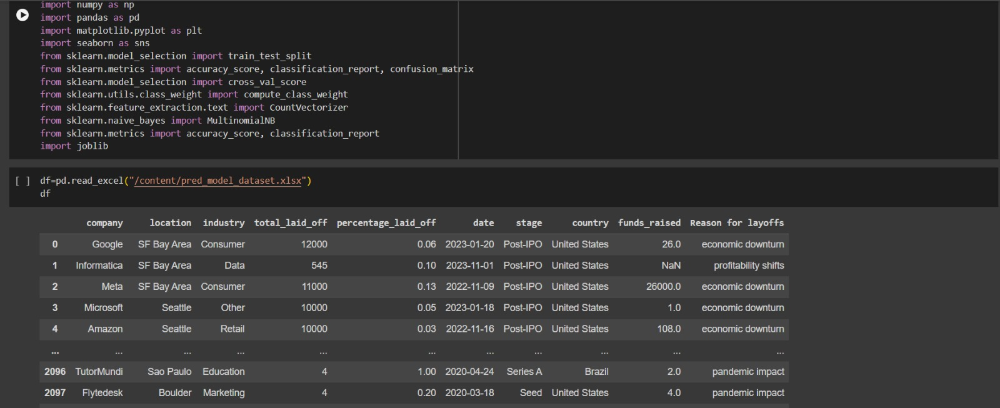 import numpy as np
import pandas as pd
import matplotlib.pyplot as plt
import seaborn as sns
from sklearn.model_selection import train_test_split
from sklearn.metrics import accuracy_score, classification_report, confusion_matrix
from sklearn.model_selection import cross_val_score
from sklearn.utils.class_weight import compute_class_weight
from sklearn.feature_extraction.text import CountVectorizer
from sklearn.naive_bayes import MultinomialNB
from sklearn.metrics import accuracy_score, classification_report
import joblib
[ ] df=pd.read_excel("/content/pred_model_dataset.xlsx")
df
company location industry total_laid_off percentage_laid_off date stage country funds_raised Reason for layoffs
0 Google SF Bay Area Consumer 12000 0.06 2023-01-20 Post-IPO United States 26.0 economic downturn
1 Informatica SF Bay Area Data 545 0.10 2023-11-01 Post-IPO United States NaN profitability shifts
2 Meta SF Bay Area Consumer 11000 0.13 2022-11-09 Post-IPO United States 26000.0 economic downturn
3 Microsoft Seattle Other 10000 0.05 2023-01-18 Post-IPO United States 1.0 economic downturn
4 Amazon Seattle Retail 10000 0.03 2022-11-16 Post-IPO United States 108.0 economic downturn
... ... ... ... ... ... ... ... ... ... ...
2096 TutorMundi Sao Paulo Education 4 1.00 2020-04-24 Series A Brazil 2.0 pandemic impact
2097 Flytedesk Boulder Marketing 4 0.20 2020-03-18 Seed United States 4.0 pandemic impact